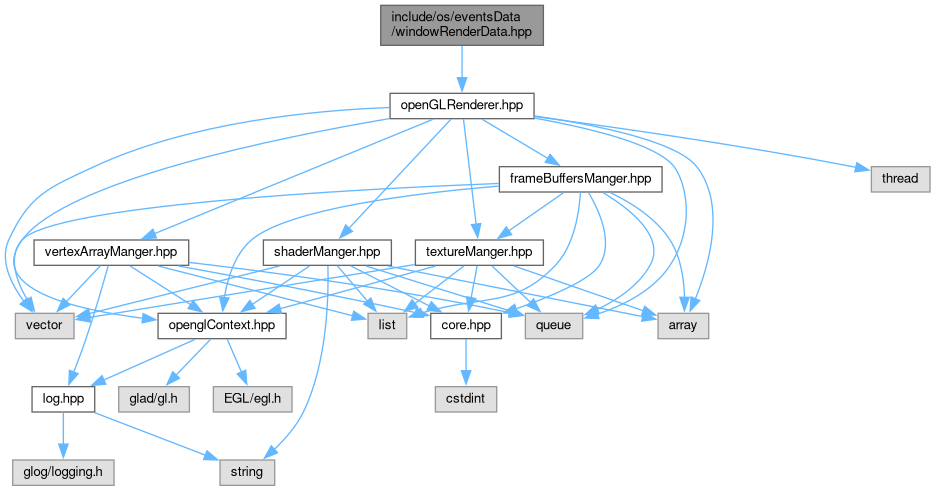 include/os/eventsData
/windowRenderData.hpp
openGLRenderer.hpp
frameBuffersManger.hpp
thread
vertexArrayManger.hpp
shaderManger.hpp
textureManger.hpp
vector
openglContext.hpp
list
core.hpp
queue
array
log.hpp
glad/gl.h
EGL/egl.h
cstdint
glog/logging.h
string